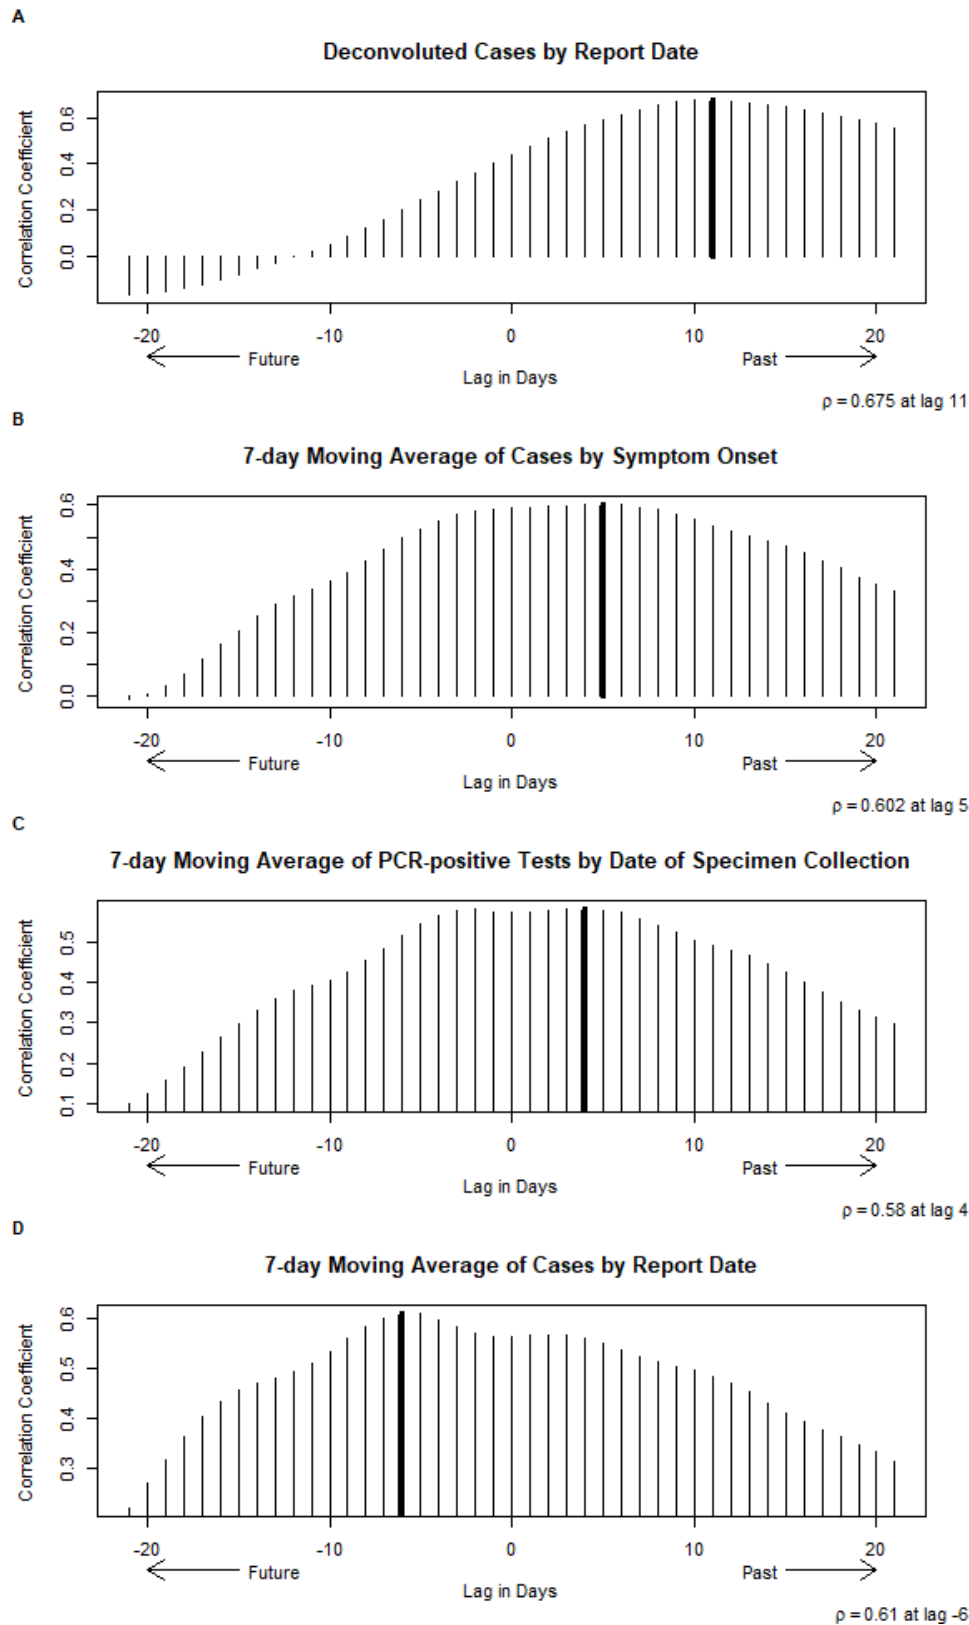 A
Deconvoluted Cases by Report Date
Correlation Coefficient
0.0 0.2 0.4 0.6
-20 -10 0 10 20
Future Past
Lag in Days
ρ = 0.675 at lag 11
B
7-day Moving Average of Cases by Symptom Onset
Correlation Coefficient
0.0 0.2 0.4 0.6
-20 -10 0 10 20
Future Past
Lag in Days
ρ = 0.602 at lag 5
C
7-day Moving Average of PCR-positive Tests by Date of Specimen Collection
Correlation Coefficient
0.1 0.2 0.3 0.4 0.5
-20 -10 0 10 20
Future Past
Lag in Days
ρ = 0.58 at lag 4
D
7-day Moving Average of Cases by Report Date
Correlation Coefficient
0.3 0.4 0.5 0.6
-20 -10 0 10 20
Future Past
Lag in Days
ρ = 0.61 at lag -6